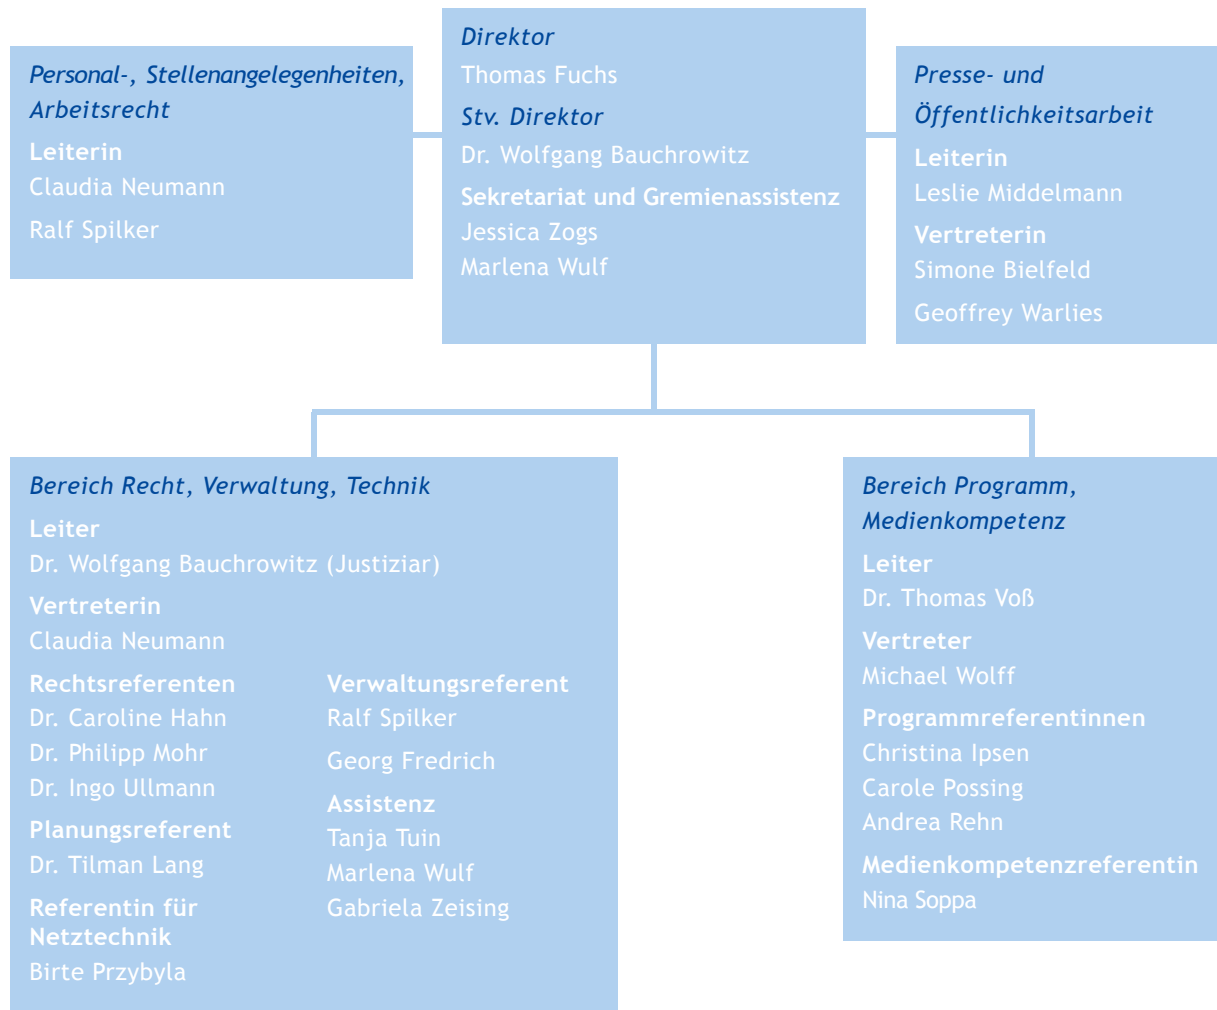 Personal-, Stellenangelegenheiten,
Arbeitsrecht
Leiterin
Claudia Neumann
Ralf Spilker
Direktor
Thomas Fuchs
Stv. Direktor
Dr. Wolfgang Bauchrowitz
Sekretariat und Gremienassistenz
Jessica Zogs
Marlena Wulf
Presse- und
Öffentlichkeitsarbeit
Leiterin
Leslie Middelmann
Vertreterin
Simone Bielfeld
Geoffrey Warlies
Bereich Recht, Verwaltung, Technik
Leiter
Dr. Wolfgang Bauchrowitz (Justiziar)
Vertreterin
Claudia Neumann
Rechtsreferenten
Dr. Caroline Hahn
Dr. Philipp Mohr
Dr. Ingo Ullmann
Planungsreferent
Dr. Tilman Lang
Referentin für
Netztechnik
Birte Przybyla
Verwaltungsreferent
Ralf Spilker
Georg Fredrich
Assistenz
Tanja Tuin
Marlena Wulf
Gabriela Zeising
Bereich Programm,
Medienkompetenz
Leiter
Dr. Thomas Voß
Vertreter
Michael Wolff
Programmreferentinnen
Christina Ipsen
Carole Possing
Andrea Rehn
Medienkompetenzreferentin
Nina Soppa